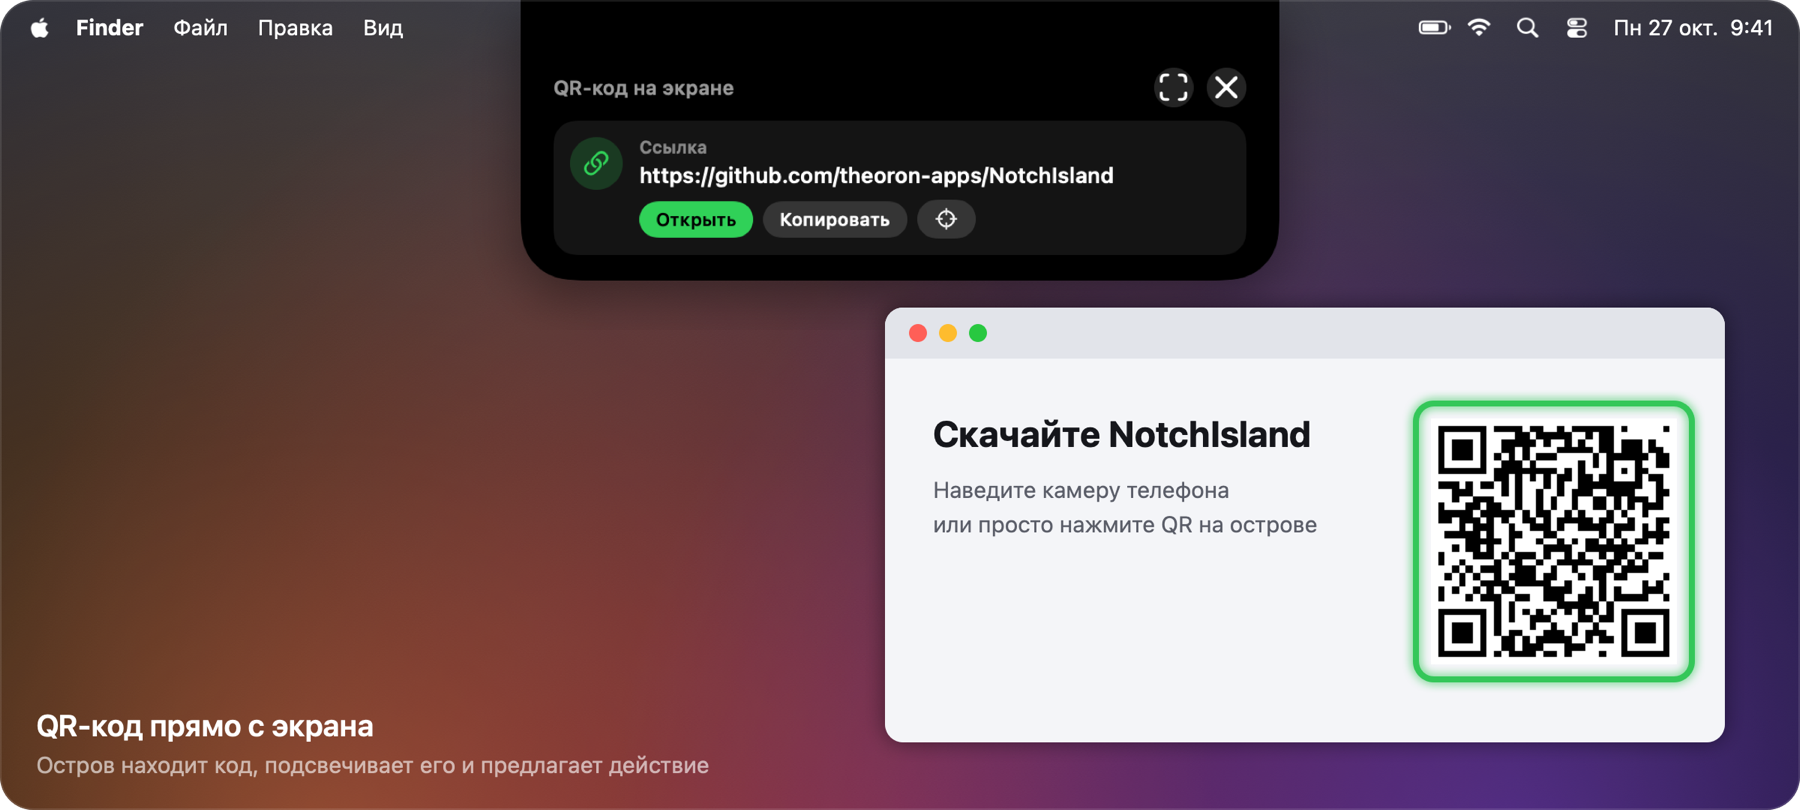 Finder Файл Правка Вид
Пн 27 окт. 9:41
QR-код на экране
Ссылка
https://github.com/theoron-apps/NotchIsland
Открыть Копировать
Скачайте NotchIsland
Наведите камеру телефона
или просто нажмите QR на острове
QR-код прямо с экрана
Остров находит код, подсвечивает его и предлагает действие